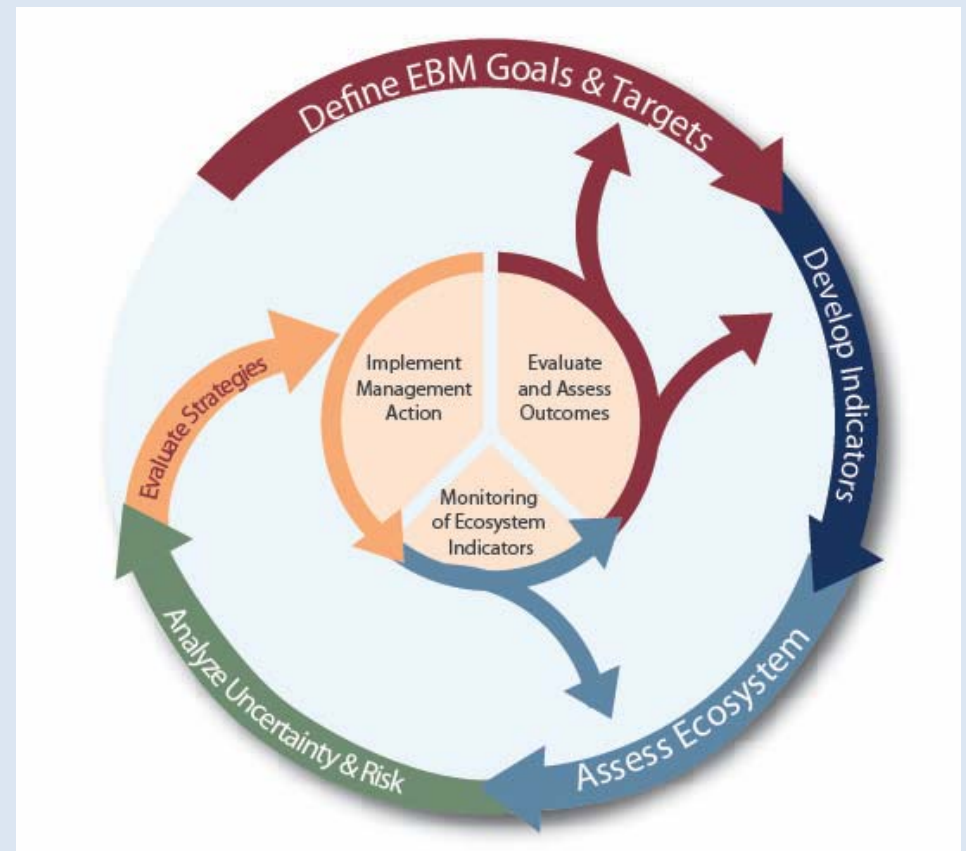 Define EBM Goals & Targets
Develop Indicators
Assess Ecosystem
Analyze Uncertainty & Risk
Evaluate Strategies
Implement
Management
Action
Evaluate
and Assess
Outcomes
Monitoring
of Ecosystem
Indicators